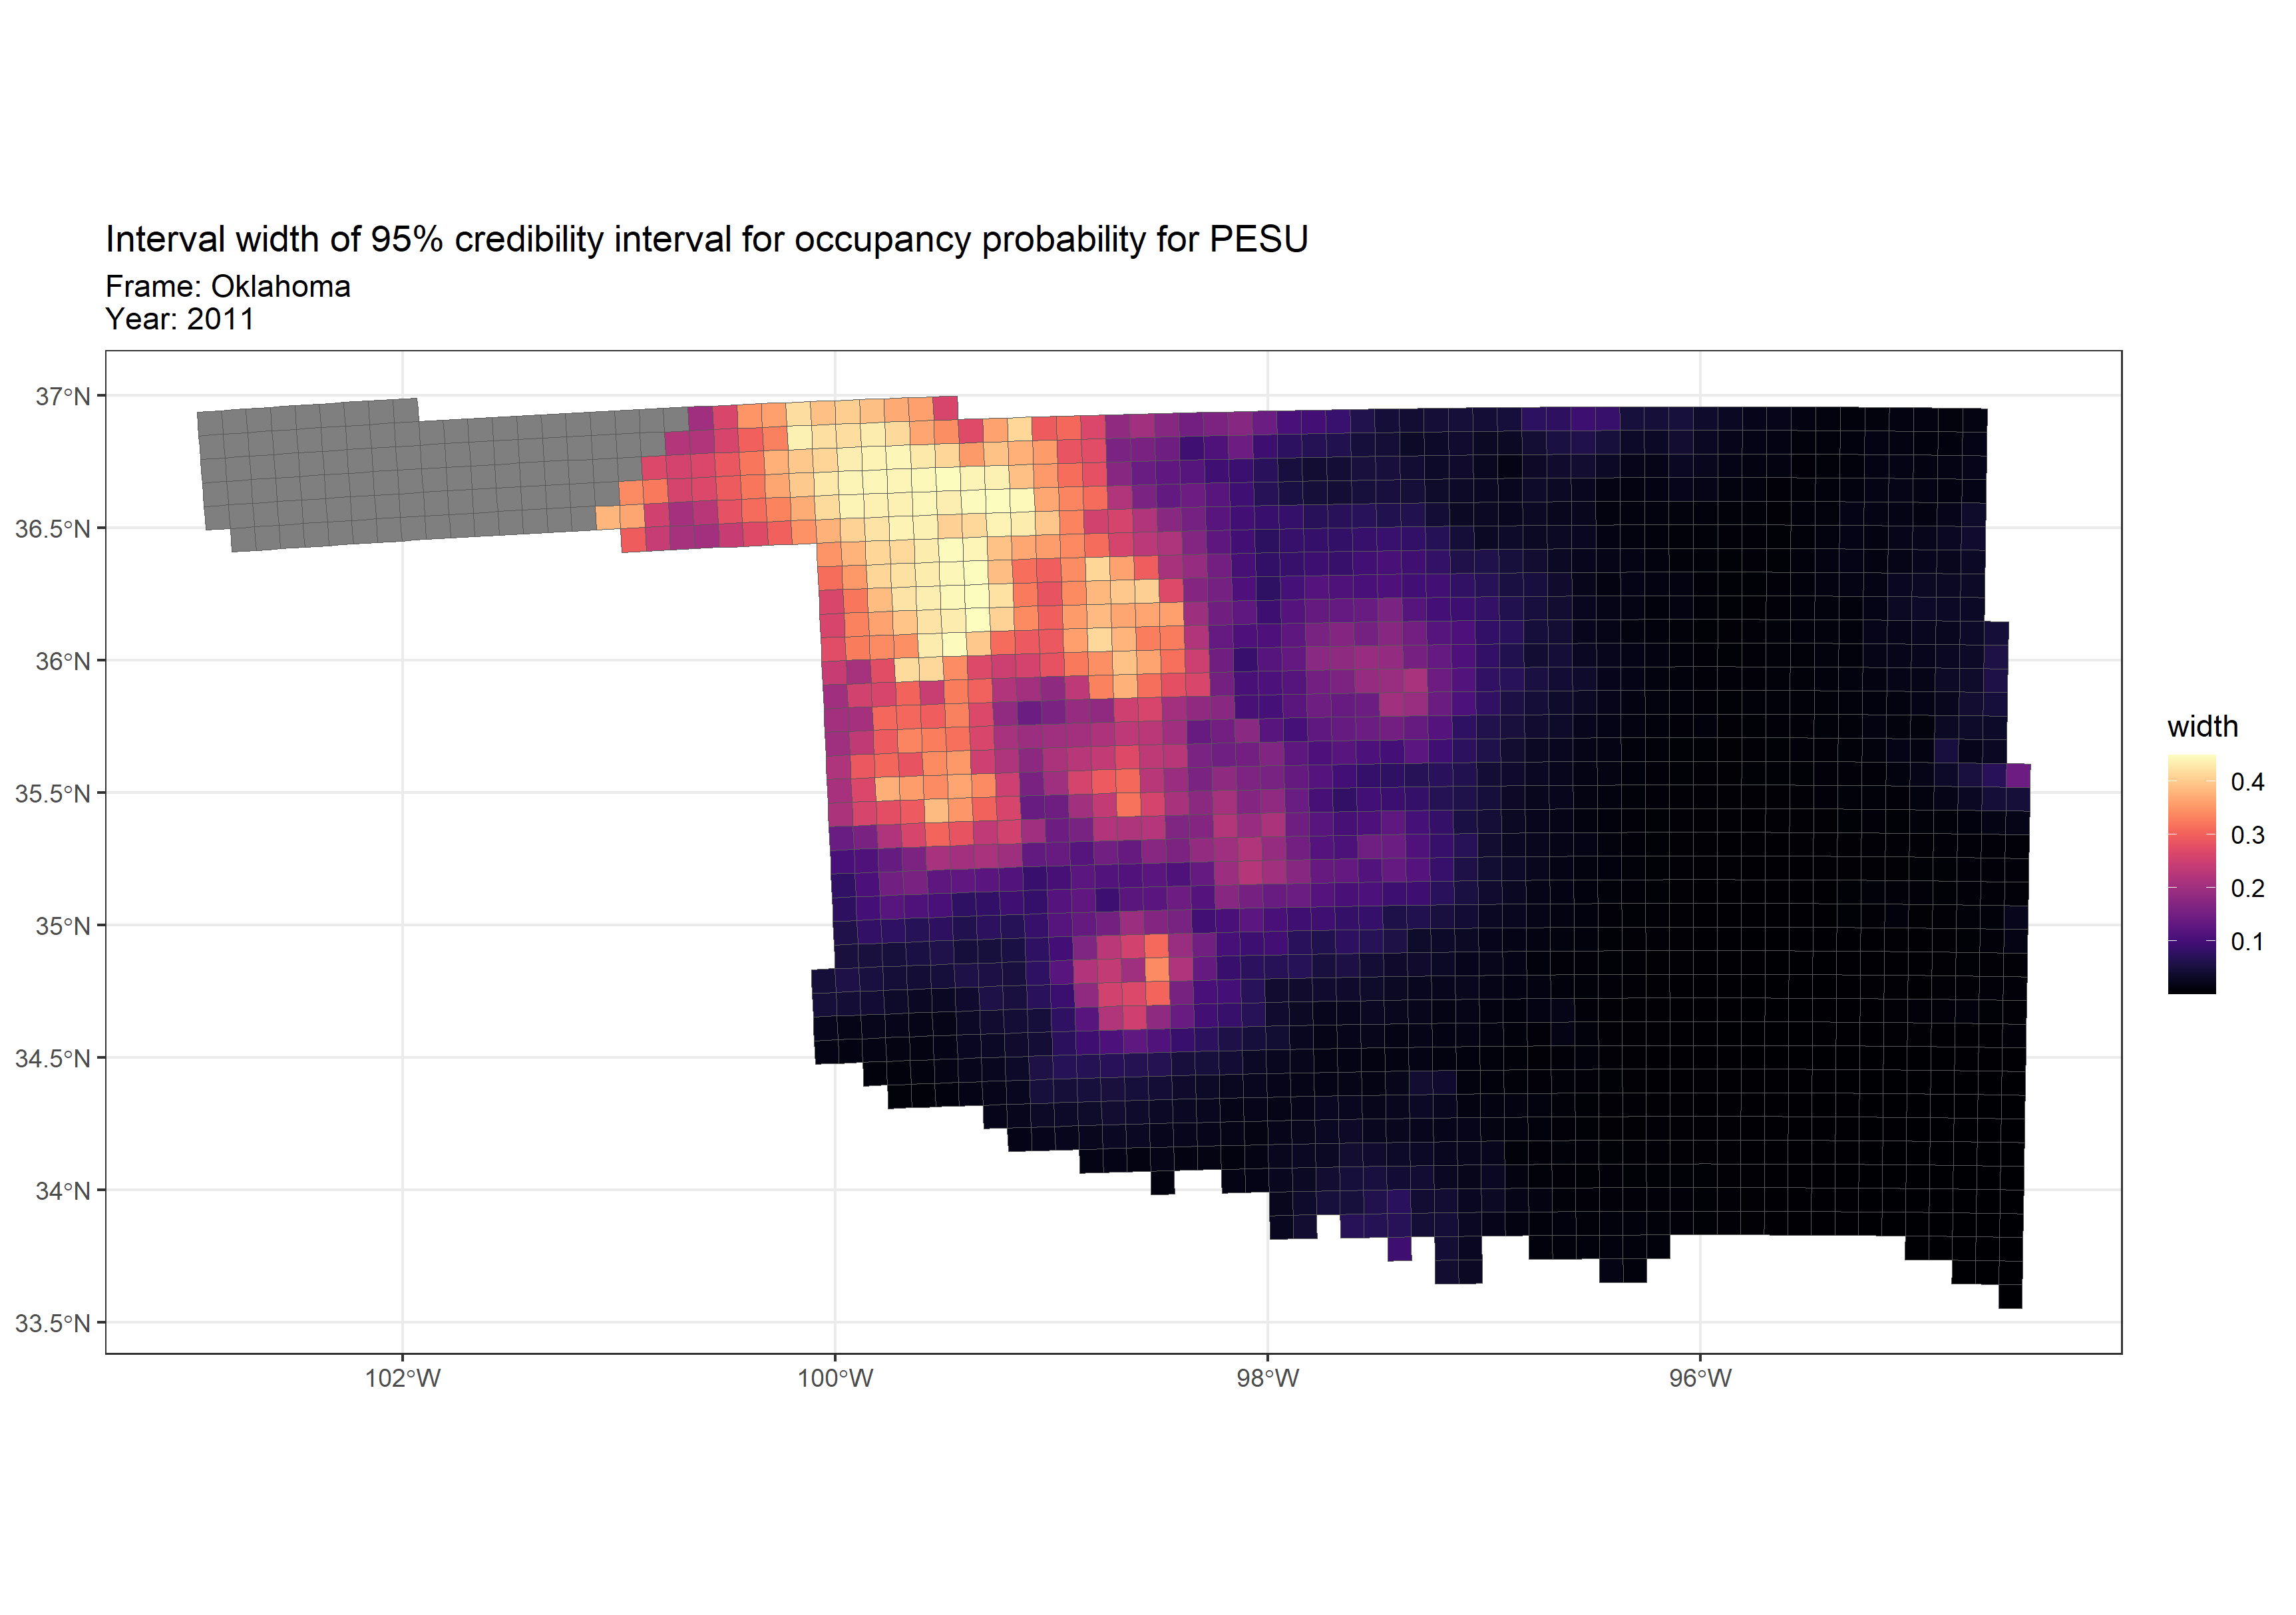 Interval width of 95% credibility interval for occupancy probability for PESU
Frame: Oklahoma
Year: 2011
37°N
36.5°N
36°N
35.5°N
35°N
34.5°N
34°N
33.5°N
102°W
100°W
98°W
96°W
width
0.4
0.3
0.2
0.1